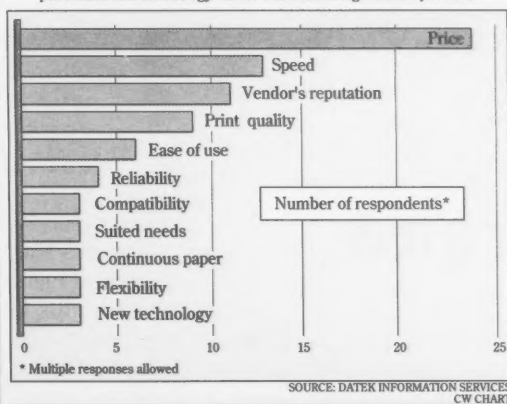 Price
Speed
Vendor's reputation
Print quality
Ease of use
Reliability
Compatibility
Number of respondents*
Suited needs
Continuous paper
Flexibility
New technology
0 5 10 15 20 25
* Multiple responses allowed
SOURCE: DATEK INFORMATION SERVICES
CW CHART